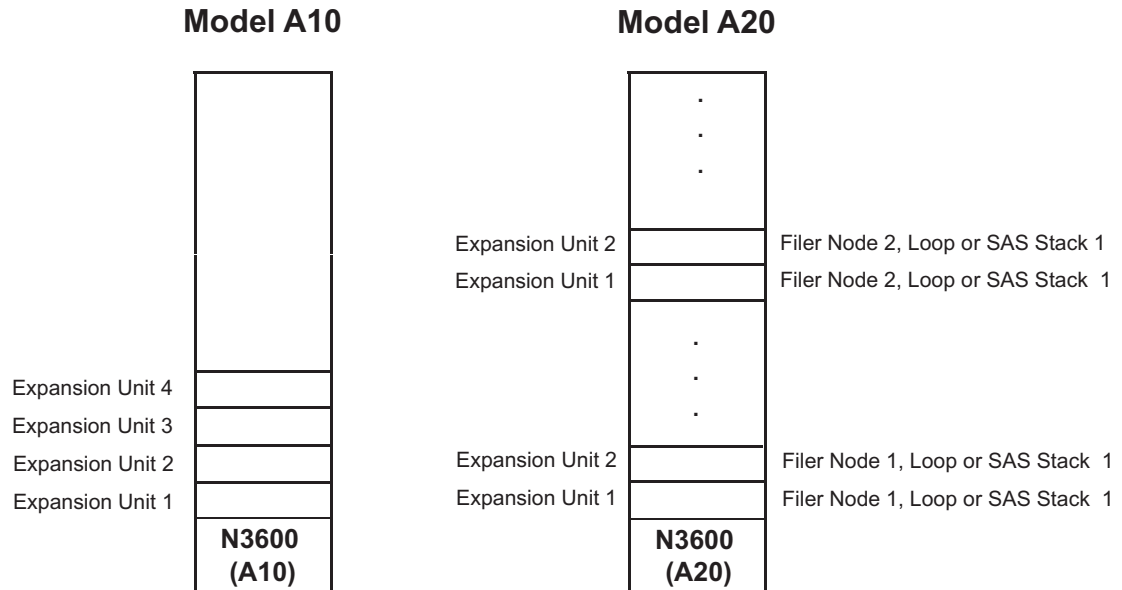 Model A10
Expansion Unit 4
Expansion Unit 3
Expansion Unit 2
Expansion Unit 1
N3600
(A10)
Model A20
.
.
.
Expansion Unit 2 Filer Node 2, Loop or SAS Stack 1
Expansion Unit 1 Filer Node 2, Loop or SAS Stack 1
.
.
.
Expansion Unit 2 Filer Node 1, Loop or SAS Stack 1
Expansion Unit 1 Filer Node 1, Loop or SAS Stack 1
N3600
(A20)